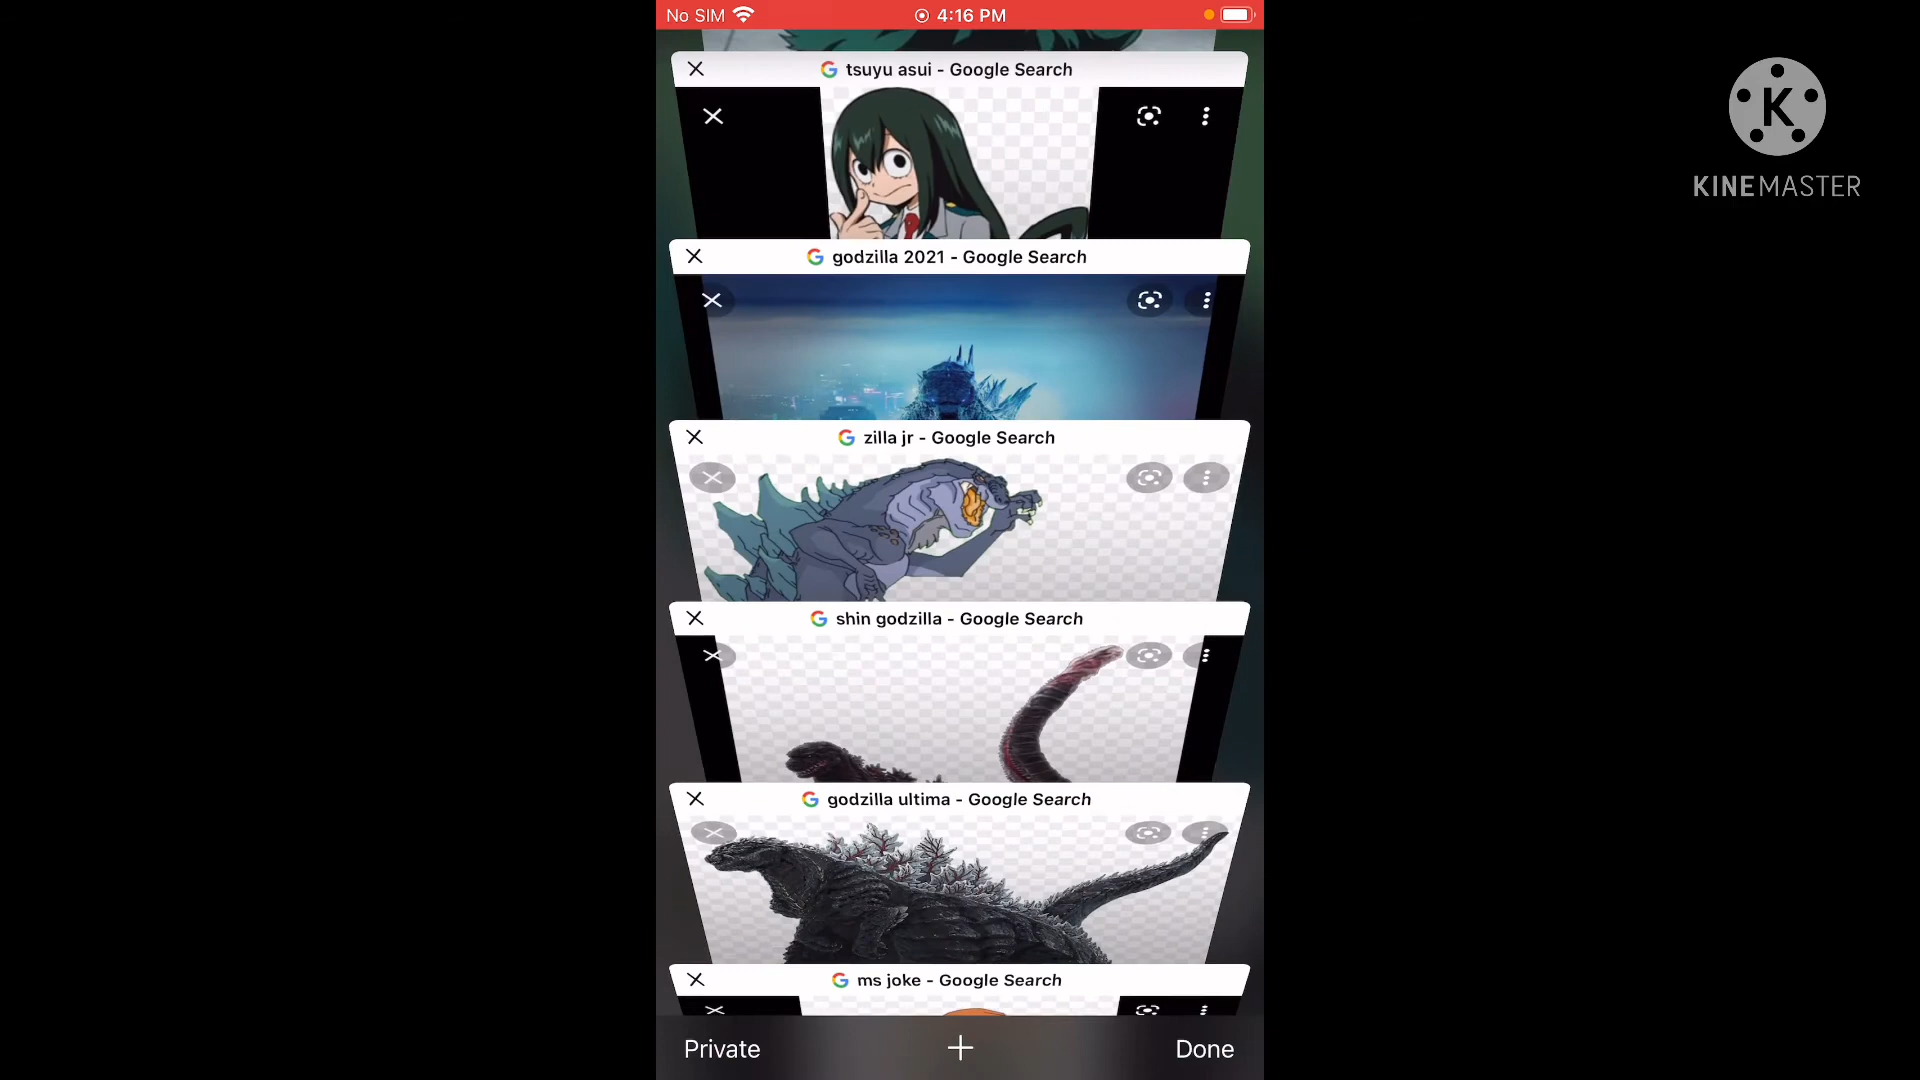 No SIM 4:16 PM
tsuyu asui - Google Search
K
KINEMASTER
godzilla 2021 - Google Search
zilla jr - Google Search
shin godzilla - Google Search
godzilla ultima - Google Search
ms joke - Google Search
Private + Done